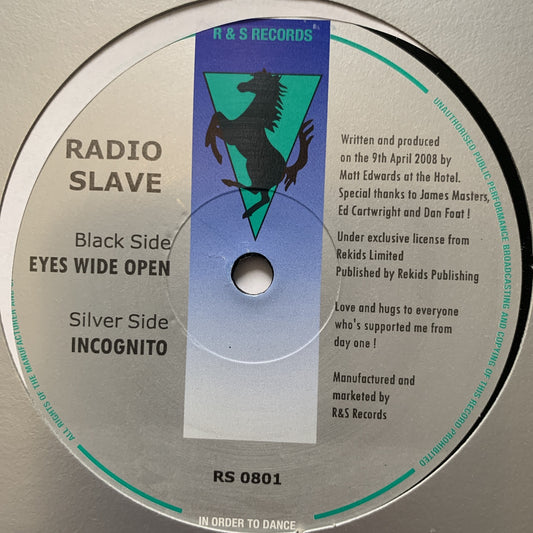 R & S RECORDS
RADIO
SLAVE
Black Side
EYES WIDE OPEN
Silver Side
INCOGNITO
Written and produced
on the 9th April 2008 by
Matt Edwards at the Hotel.
Special thanks to James Masters,
Ed Cartwright and Dan Foat !
Under exclusive license from
Rekids Limited
Published by Rekids Publishing
Love and hugs to everyone
who's supported me from
day one !
Manufactured and
marketed by
R&S Records
RS 0801
IN ORDER TO DANCE
ALL RIGHTS OF THE MANUFACTURER AND
UNAUTHORISED PUBLIC PERFORMANCE BROADCASTING AND COPYING OF THIS RECORD PROHIBITED